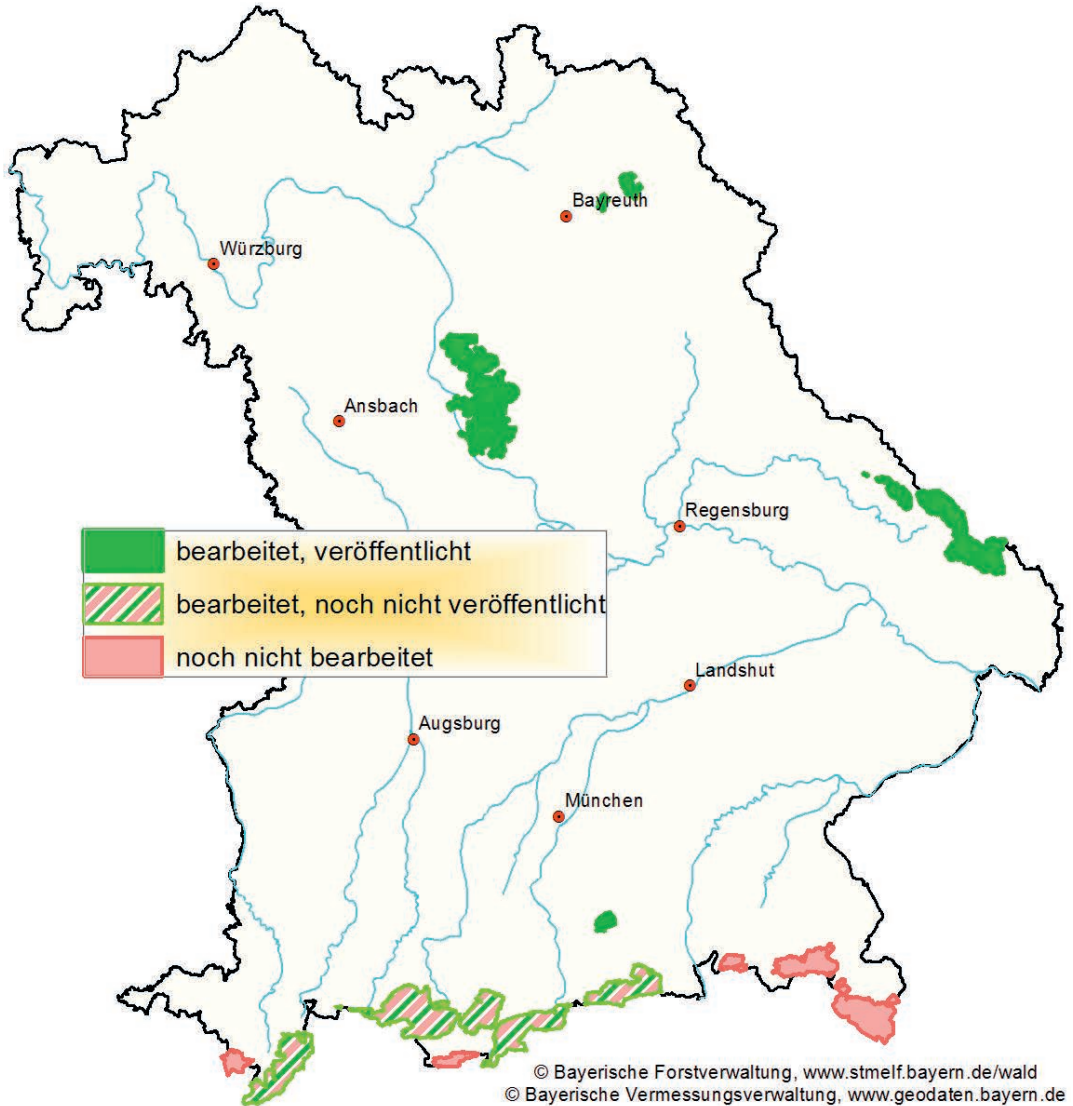 Bayreuth
Würzburg
Ansbach
Regensburg
bearbeitet, veröffentlicht
bearbeitet, noch nicht veröffentlicht
noch nicht bearbeitet
Landshut
Augsburg
München
© Bayerische Forstverwaltung, www.stmelf.bayern.de/wald
© Bayerische Vermessungsverwaltung, www.geodaten.bayern.de